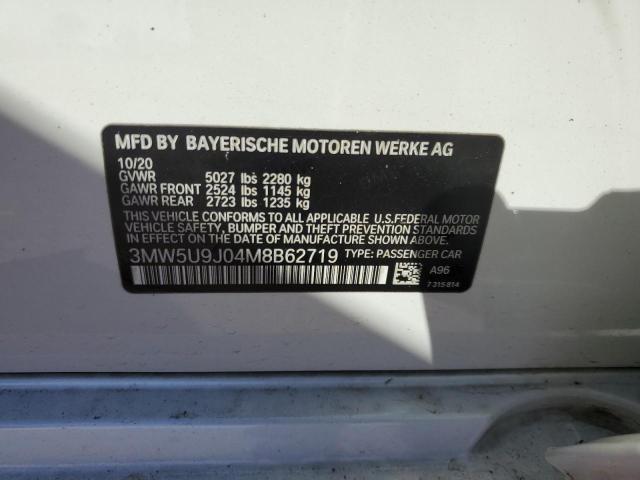 MFD BY BAYERISCHE MOTOREN WERKE AG
10/20
GVWR 5027 lbs 2280 kg
GAWR FRONT 2524 lbs 1145 kg
GAWR REAR 2723 lbs 1235 kg
THIS VEHICLE CONFORMS TO ALL APPLICABLE U.S.FEDERAL MOTOR
VEHICLE SAFETY, BUMPER AND THEFT PREVENTION STANDARDS
IN EFFECT ON THE DATE OF MANUFACTURE SHOWN ABOVE.
3MW5U9J04M8B62719 TYPE: PASSENGER CAR
A96
7 315 814